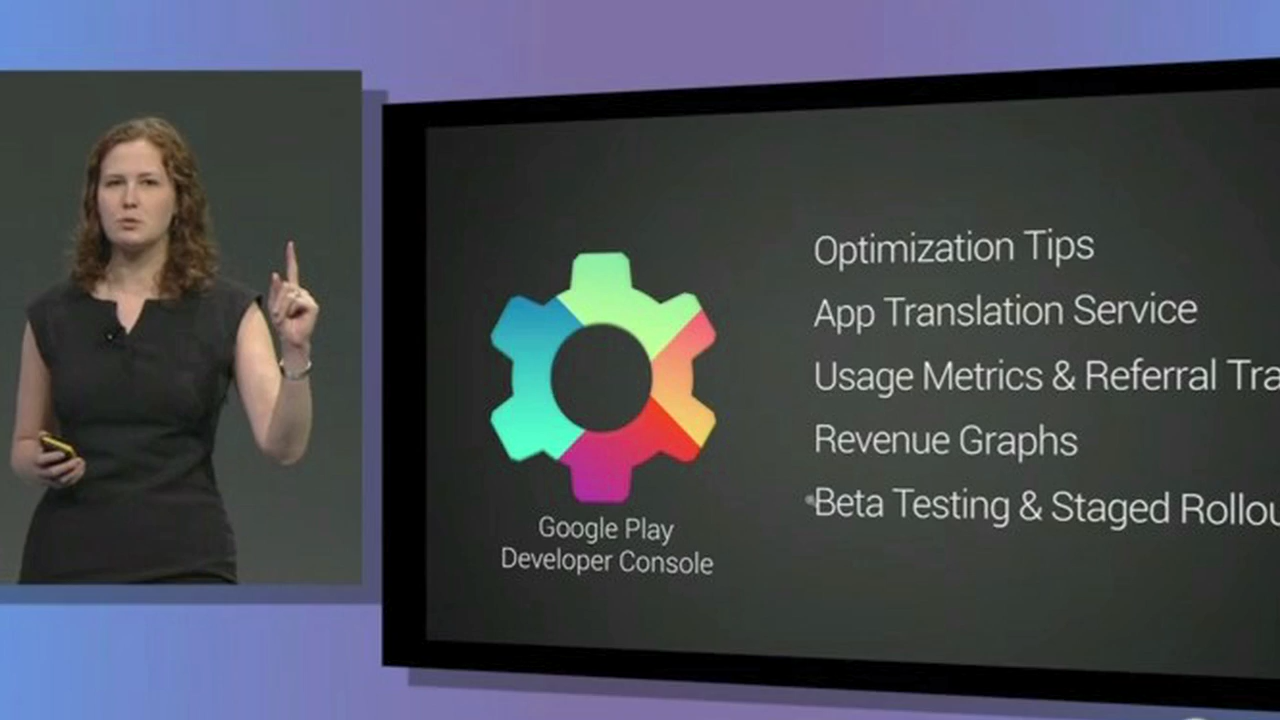 Optimization Tips
App Translation Service
Usage Metrics & Referral
Revenue Graphs
Beta Testing & Staged
Google Play
Developer Console